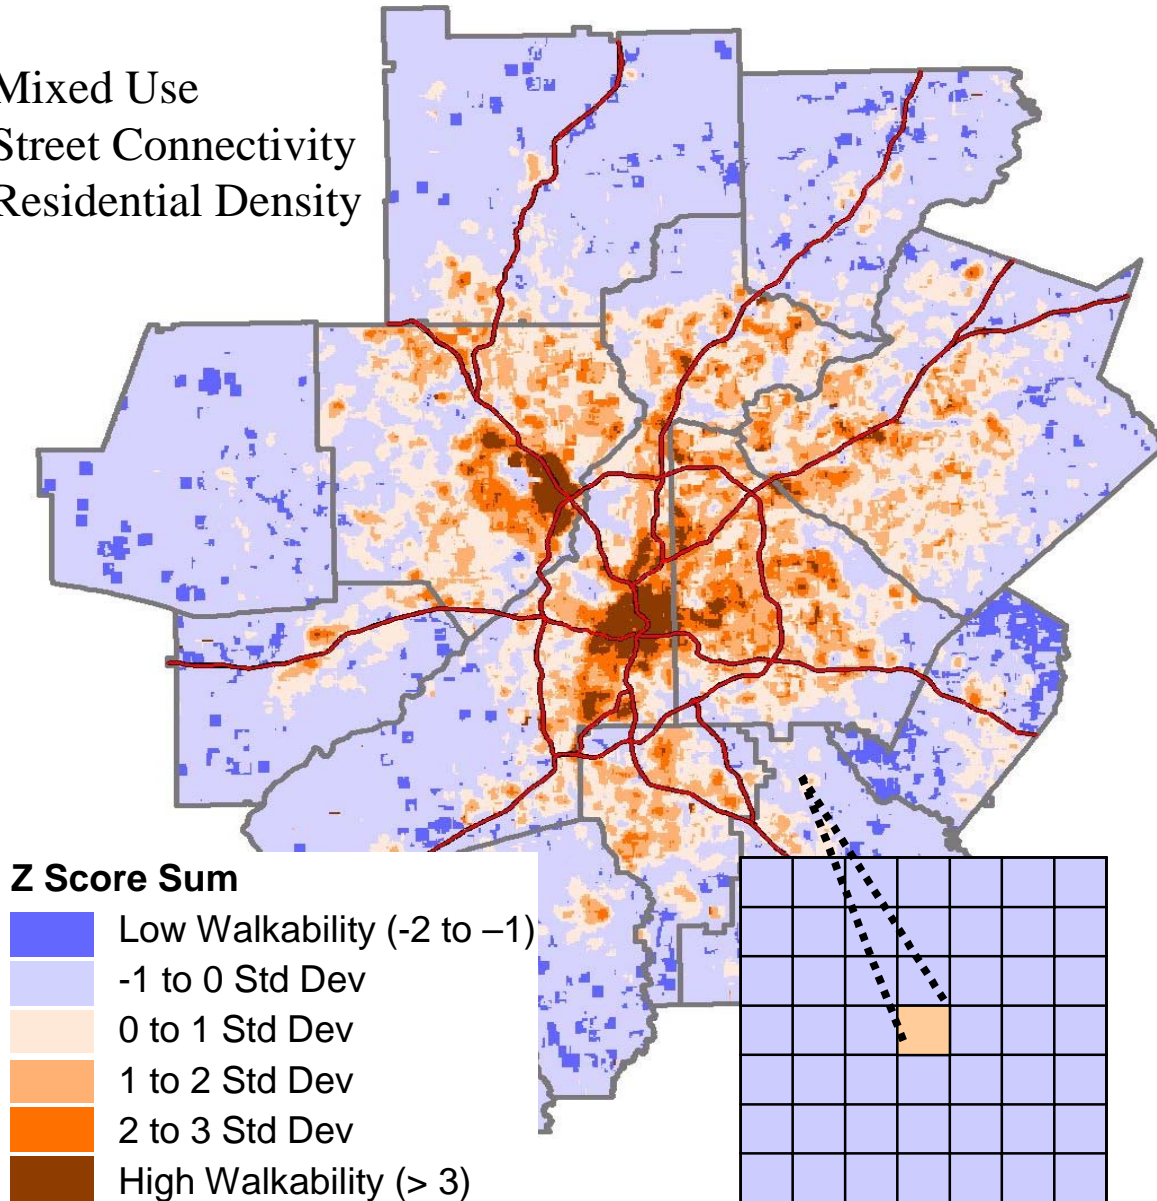 Mixed Use
Street Connectivity
Residential Density
Z Score Sum
Low Walkability (-2 to –1)
-1 to 0 Std Dev
0 to 1 Std Dev
1 to 2 Std Dev
2 to 3 Std Dev
High Walkability (> 3)